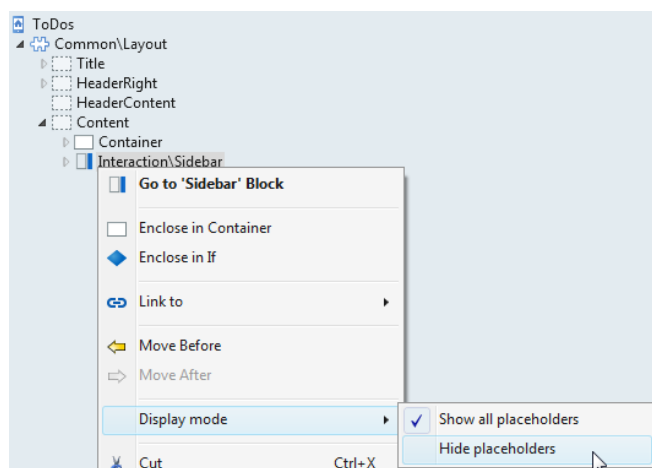 ToDos
Common\Layout
Title
HeaderRight
HeaderContent
Content
Container
Interaction\Sidebar
Go to 'Sidebar' Block
Enclose in Container
Enclose in If
Link to
Move Before
Move After
Display mode
Show all placeholders
Hide placeholders
Cut Ctrl+X